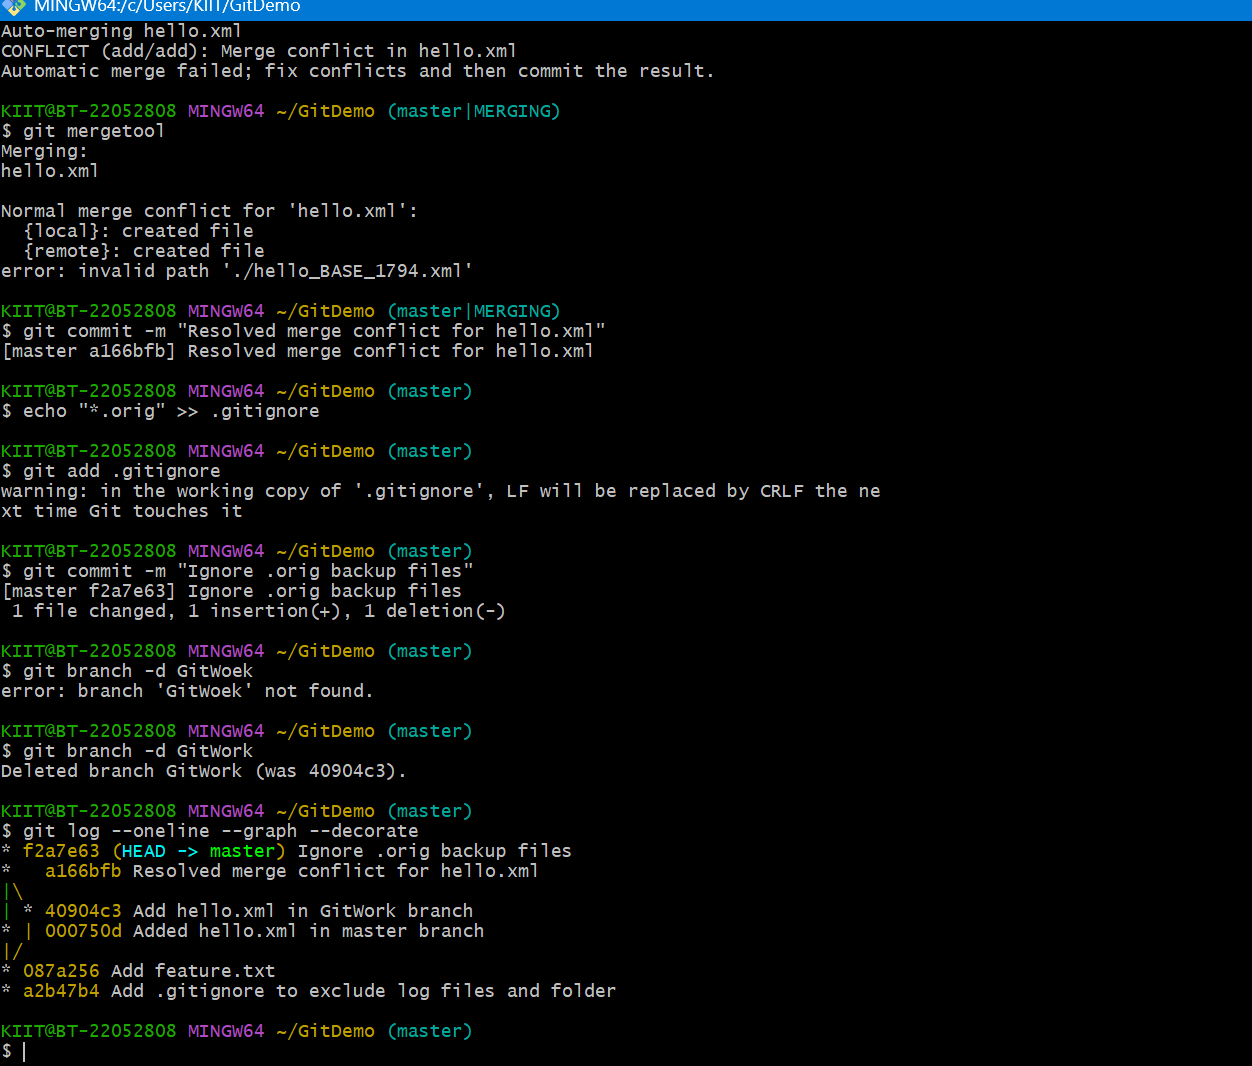 MINGW64:/c/Users/KIIT/GitDemo
Auto-merging hello.xml
CONFLICT (add/add): Merge conflict in hello.xml
Automatic merge failed; fix conflicts and then commit the result.
KIIT@BT-22052808 MINGW64 ~/GitDemo (master|MERGING)
$ git mergetool
Merging:
hello.xml
Normal merge conflict for 'hello.xml':
  {local}: created file
  {remote}: created file
error: invalid path './hello_BASE_1794.xml'
KIIT@BT-22052808 MINGW64 ~/GitDemo (master|MERGING)
$ git commit -m "Resolved merge conflict for hello.xml"
[master a166bfb] Resolved merge conflict for hello.xml
KIIT@BT-22052808 MINGW64 ~/GitDemo (master)
$ echo "*.orig" >> .gitignore
KIIT@BT-22052808 MINGW64 ~/GitDemo (master)
$ git add .gitignore
warning: in the working copy of '.gitignore', LF will be replaced by CRLF the ne
xt time Git touches it
KIIT@BT-22052808 MINGW64 ~/GitDemo (master)
$ git commit -m "Ignore .orig backup files"
[master f2a7e63] Ignore .orig backup files
 1 file changed, 1 insertion(+), 1 deletion(-)
KIIT@BT-22052808 MINGW64 ~/GitDemo (master)
$ git branch -d GitWoek
error: branch 'GitWoek' not found.
KIIT@BT-22052808 MINGW64 ~/GitDemo (master)
$ git branch -d GitWork
Deleted branch GitWork (was 40904c3).
KIIT@BT-22052808 MINGW64 ~/GitDemo (master)
$ git log --oneline --graph --decorate
* f2a7e63 (HEAD -> master) Ignore .orig backup files
*   a166bfb Resolved merge conflict for hello.xml
|\
| * 40904c3 Add hello.xml in GitWork branch
* | 000750d Added hello.xml in master branch
|/
* 087a256 Add feature.txt
* a2b47b4 Add .gitignore to exclude log files and folder
KIIT@BT-22052808 MINGW64 ~/GitDemo (master)
$